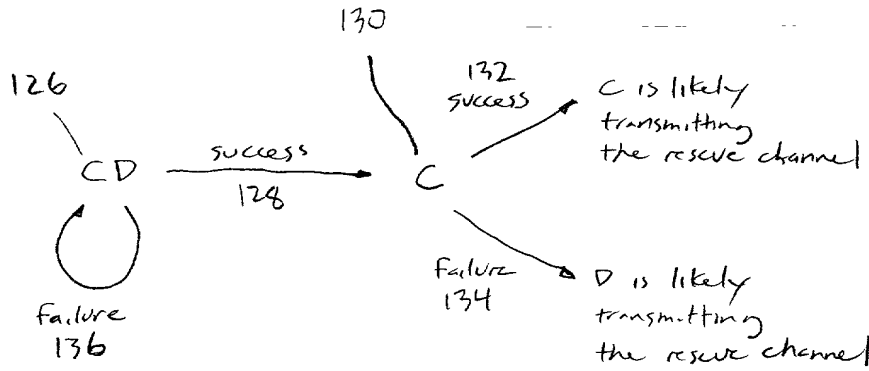 130
126
132
success
C is likely
transmitting
the rescue channel
CD
success
128
C
failure
136
failure
134
D is likely
transmitting
the rescue channel